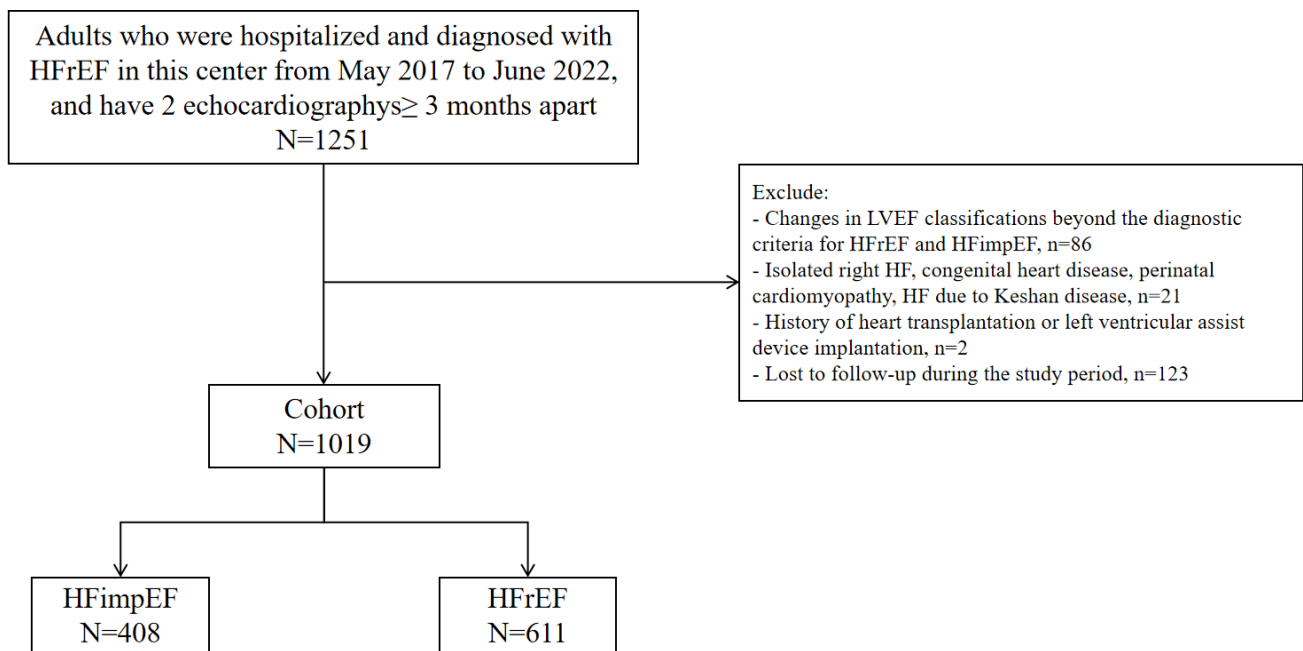 Adults who were hospitalized and diagnosed with
HFrEF in this center from May 2017 to June 2022,
and have 2 echocardiographys≥ 3 months apart
N=1251
Exclude:
- Changes in LVEF classifications beyond the diagnostic
criteria for HFrEF and HFimpEF, n=86
- Isolated right HF, congenital heart disease, perinatal
cardiomyopathy, HF due to Keshan disease, n=21
- History of heart transplantation or left ventricular assist
device implantation, n=2
- Lost to follow-up during the study period, n=123
Cohort
N=1019
HFimpEF
N=408
HFrEF
N=611